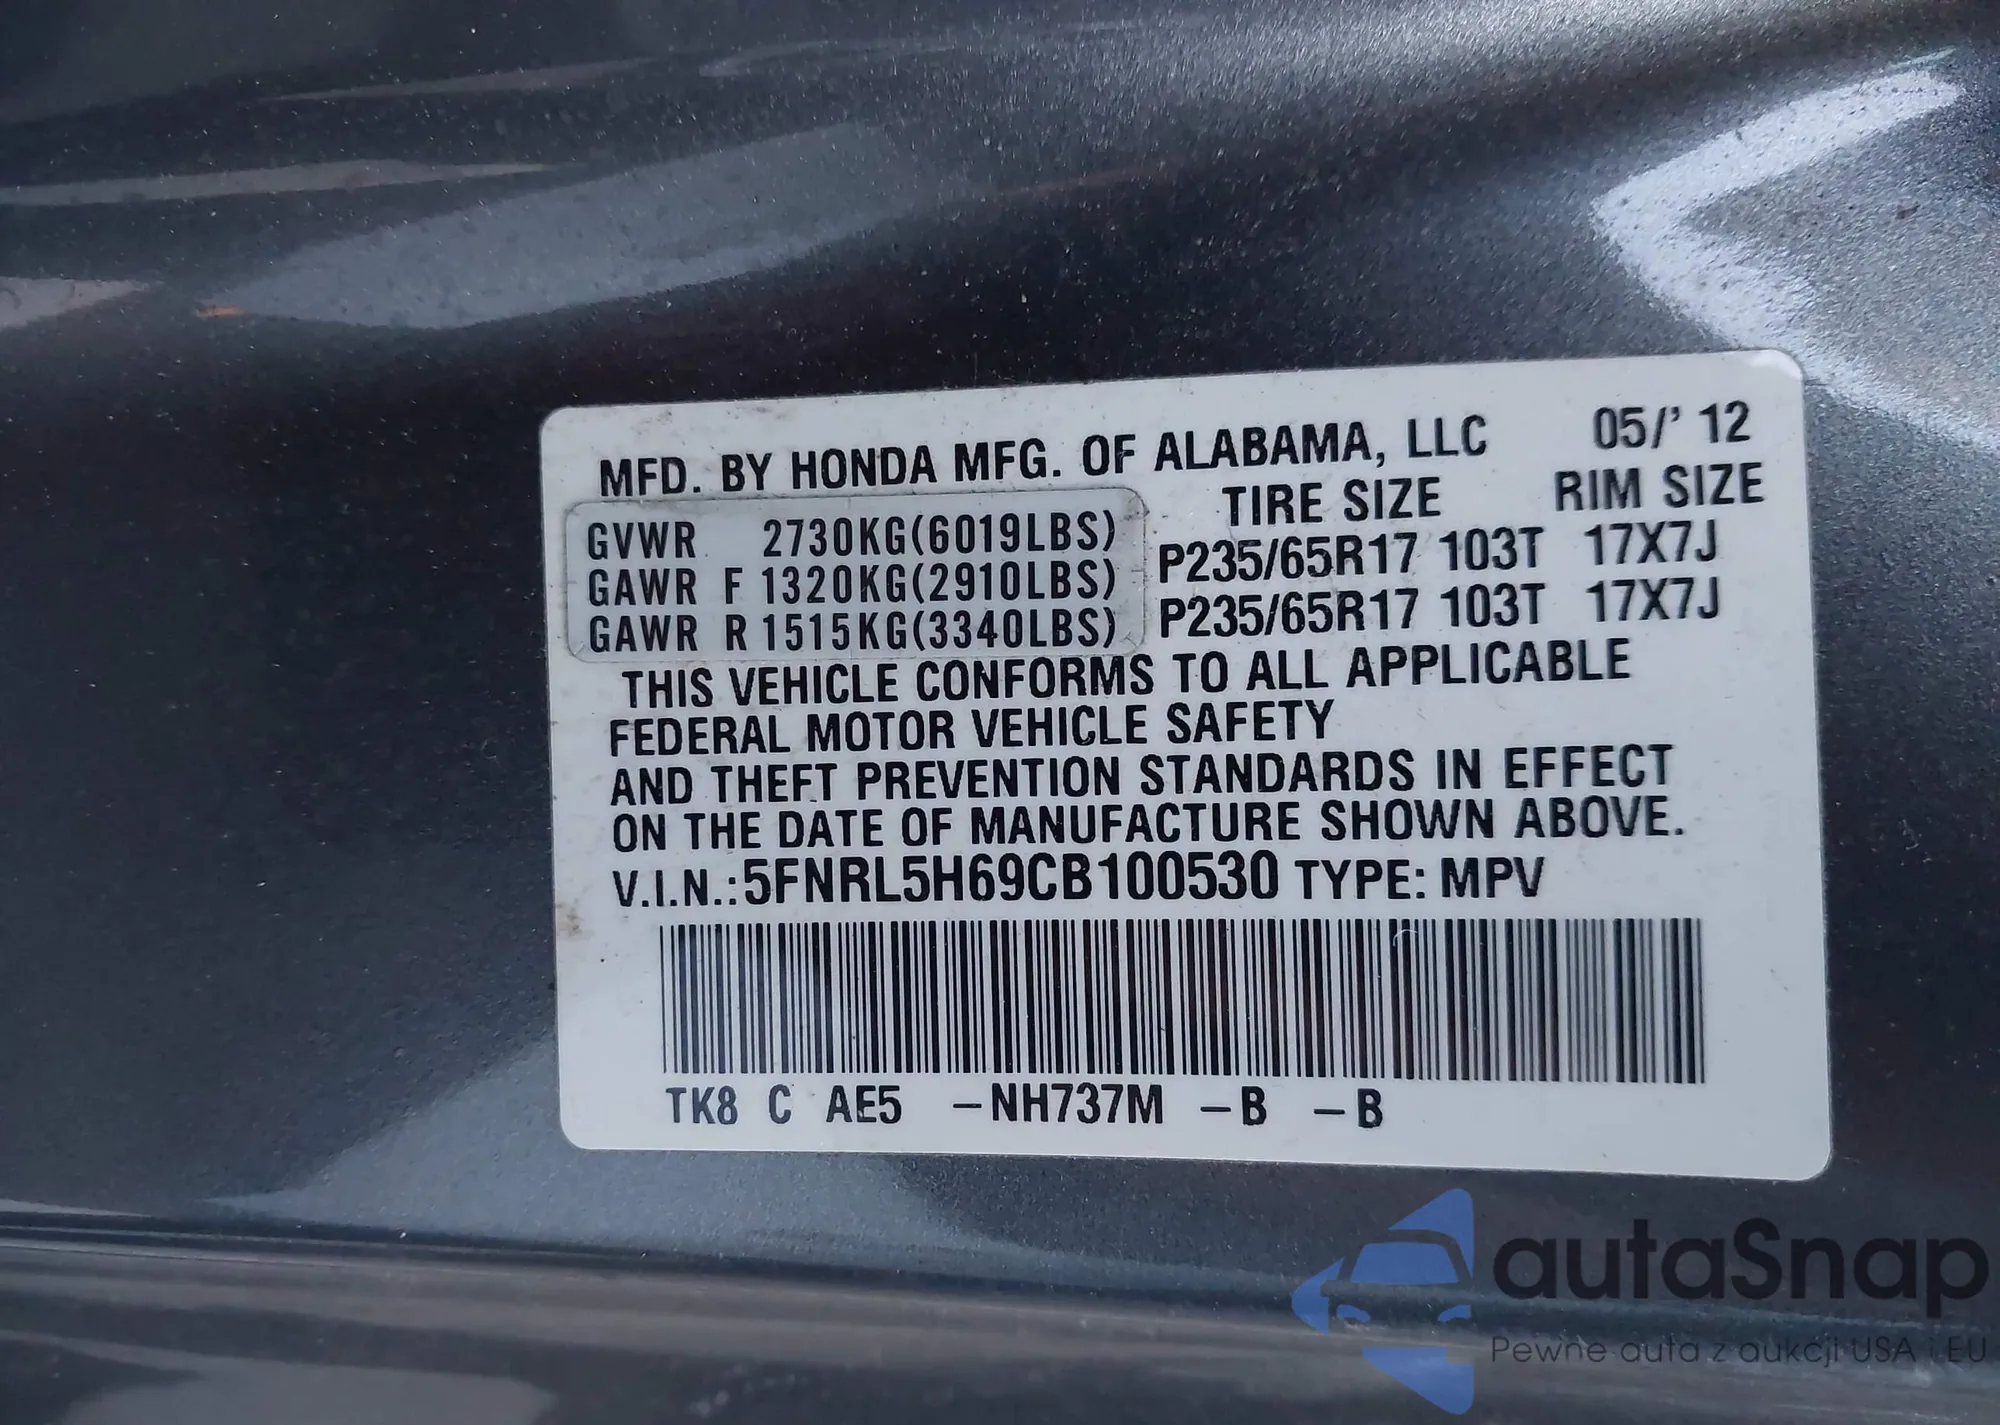 MFD. BY HONDA MFG. OF ALABAMA, LLC 05/' 12
TIRE SIZE RIM SIZE
GVWR 2730KG(6019LBS)
GAWR F 1320KG(2910LBS) P235/65R17 103T 17X7J
GAWR R 1515KG(3340LBS) P235/65R17 103T 17X7J
THIS VEHICLE CONFORMS TO ALL APPLICABLE
FEDERAL MOTOR VEHICLE SAFETY
AND THEFT PREVENTION STANDARDS IN EFFECT
ON THE DATE OF MANUFACTURE SHOWN ABOVE.
V.I.N.:5FNRL5H69CB100530 TYPE: MPV
TK8 C AE5 –NH737M –B –B
autaSnap
Pewne auta z aukcji USA i EU